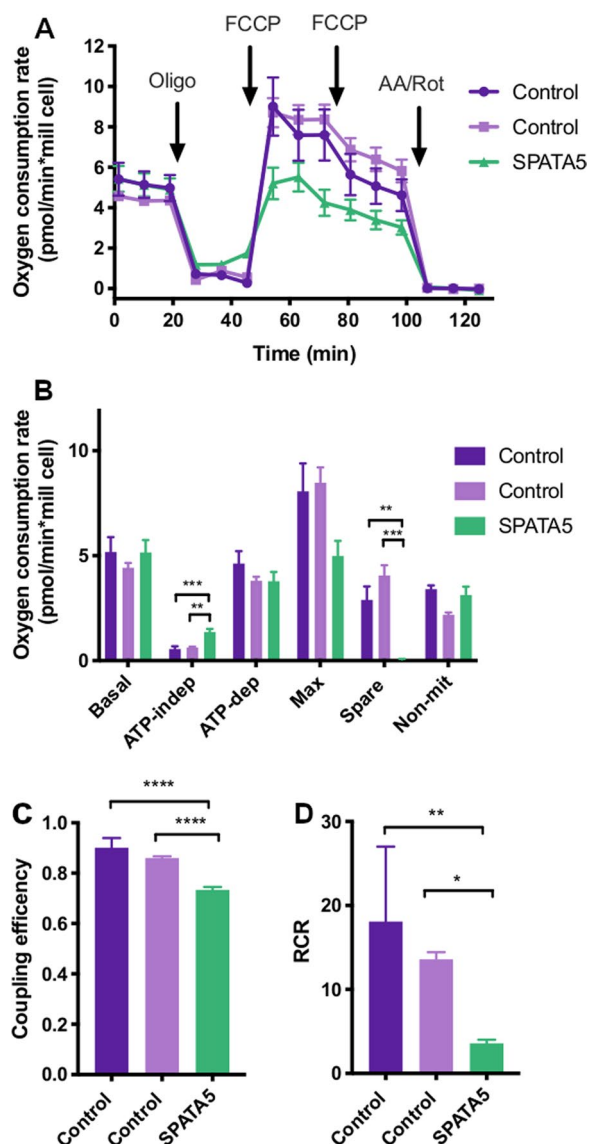 A
FCCP FCCP
Oligo
AA/Rot
Control
Control
SPATA5
Oxygen consumption rate
(pmol/min*mill cell)
12
10
8
6
4
2
0
0 20 40 60 80 100 120
Time (min)
B
Oxygen consumption rate
(pmol/min*mill cell)
10
5
0
***
**
**
***
Control
Control
SPATA5
Basal
ATP-indep
ATP-dep
Max
Spare
Non-mit
C
Coupling efficency
1.0
0.8
0.6
0.4
0.2
0.0
****
****
Control
Control
SPATA5
D
RCR
30
20
10
0
**
*
Control
Control
SPATA5